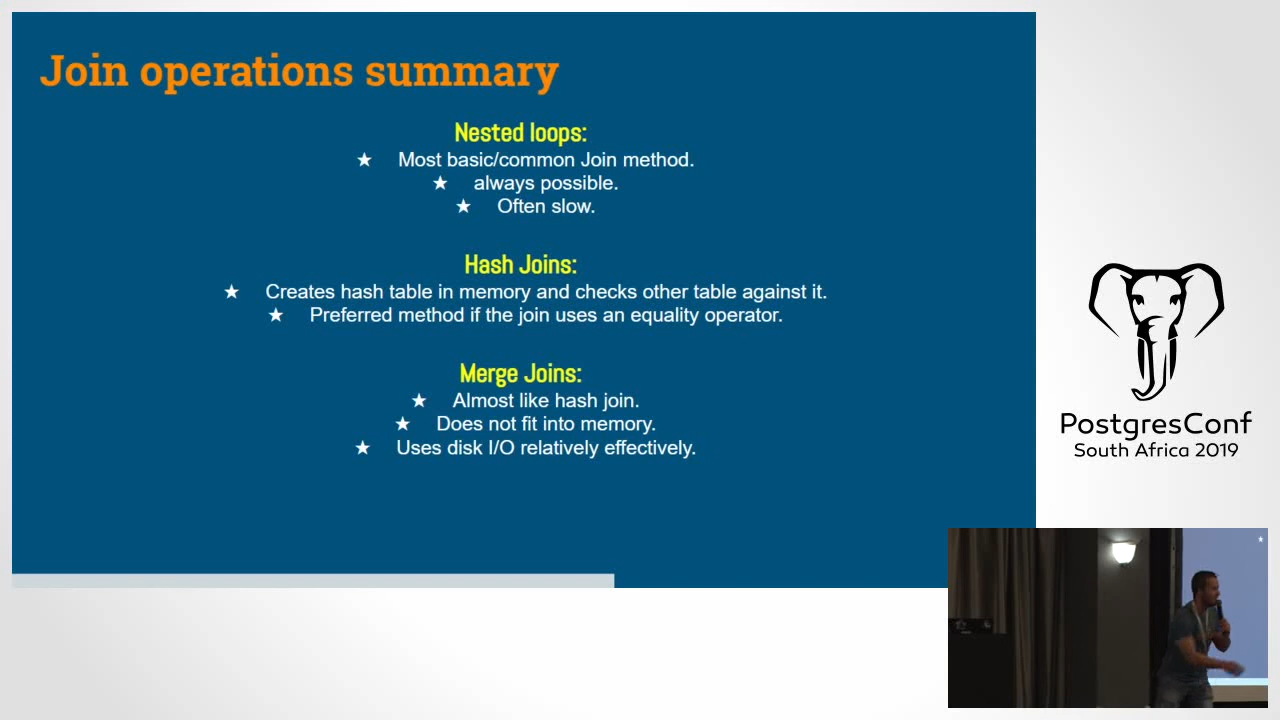 Join operations summary
Nested loops:
★ Most basic/common Join method.
★ always possible.
★ Often slow.
Hash Joins:
★ Creates hash table in memory and checks other table against it.
★ Preferred method if the join uses an equality operator.
Merge Joins:
★ Almost like hash join.
★ Does not fit into memory.
★ Uses disk I/O relatively effectively.
PostgresConf
South Africa 2019